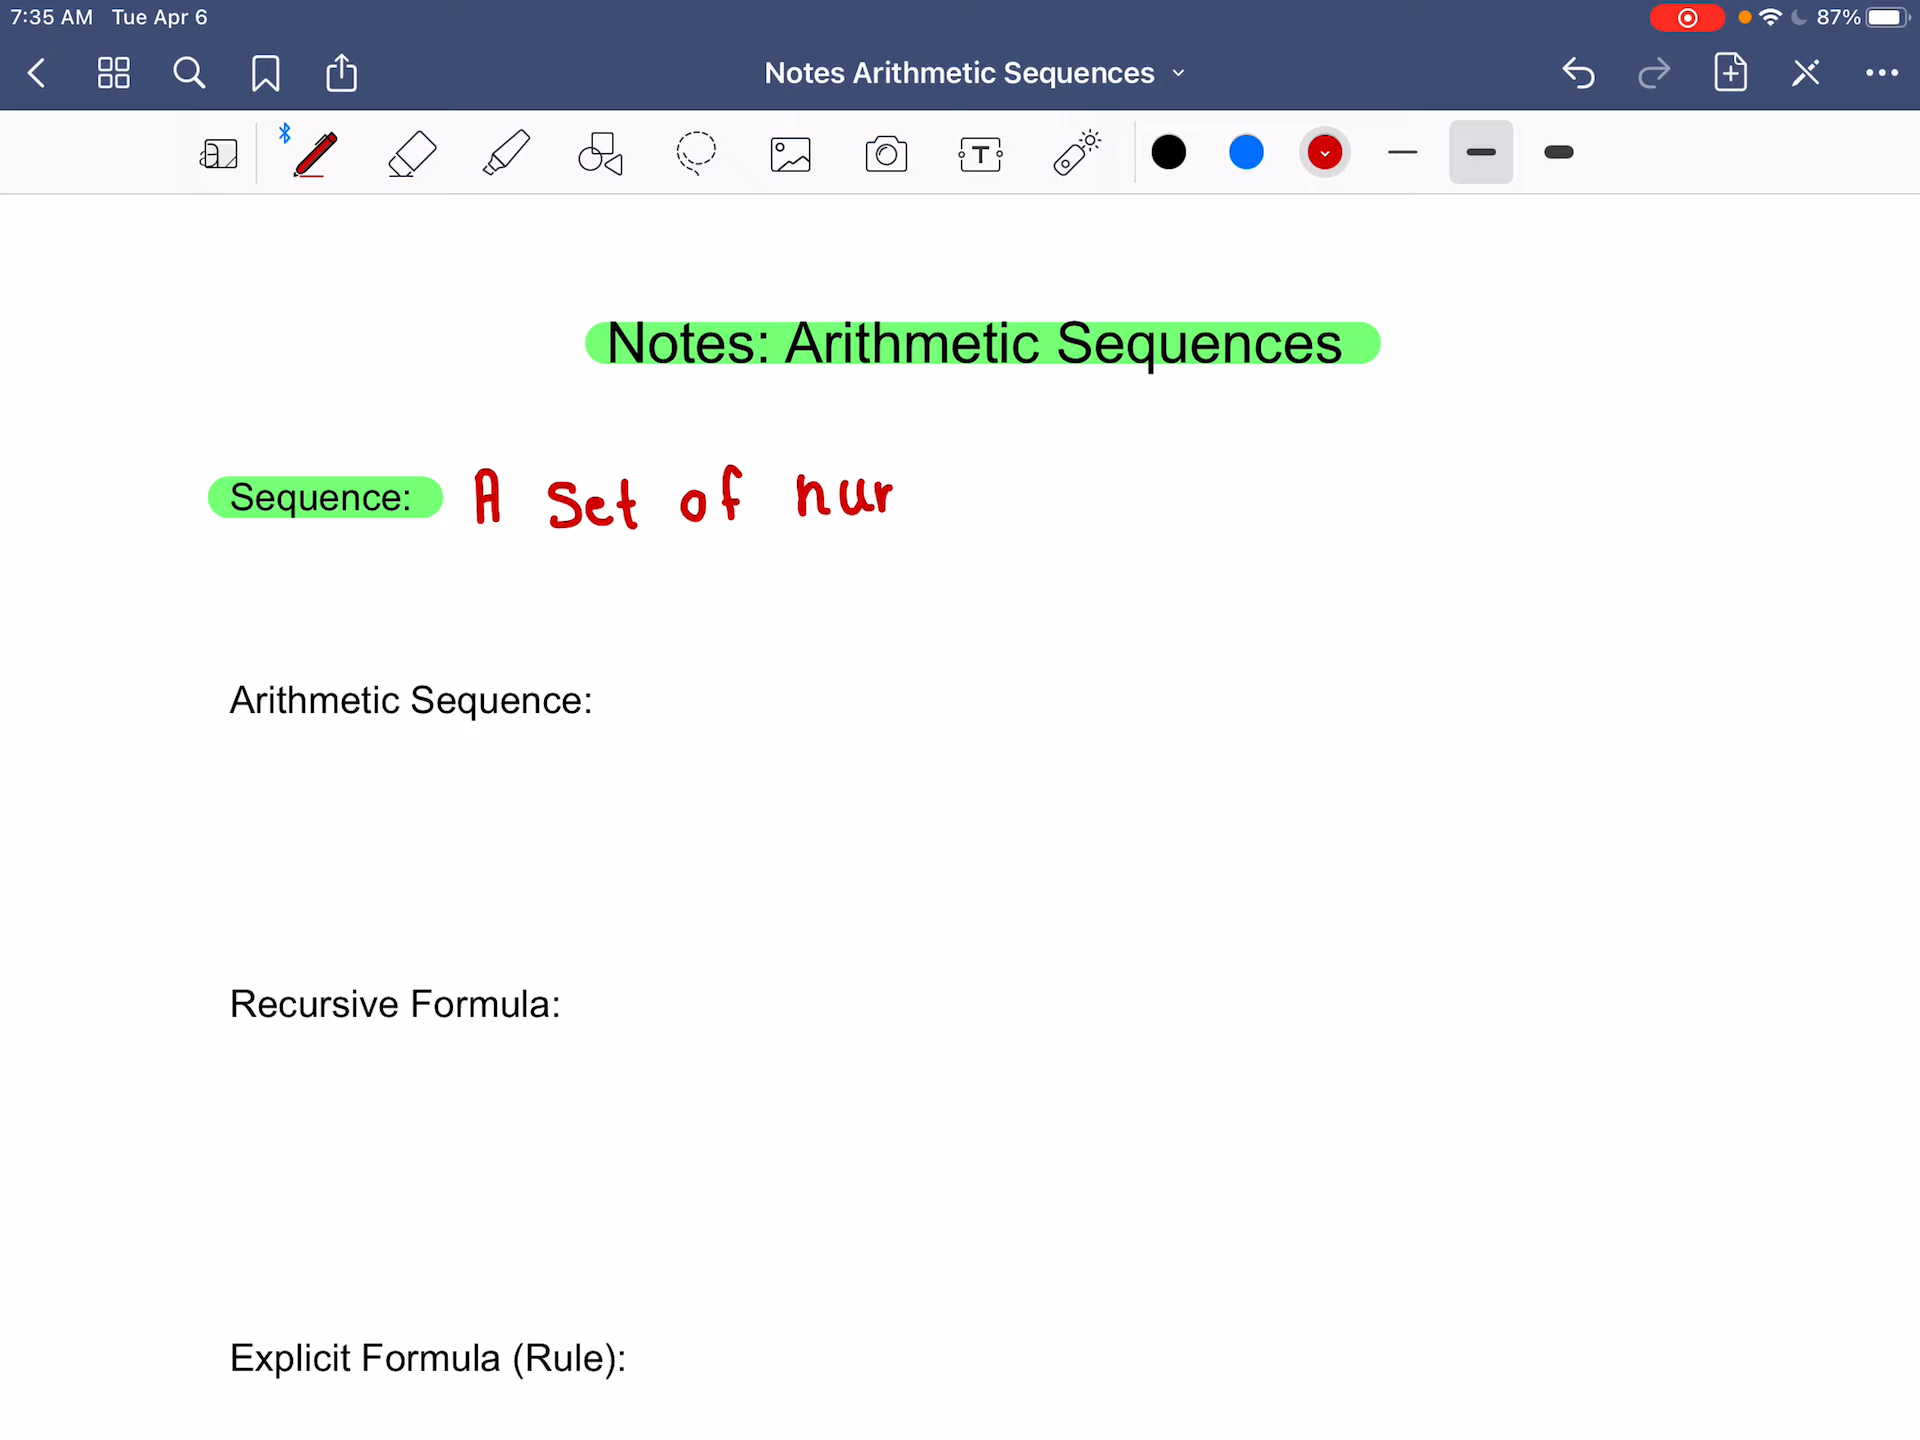 7:35 AM Tue Apr 6
87%
Notes Arithmetic Sequences
Notes: Arithmetic Sequences
Sequence: A set of nur
Arithmetic Sequence:
Recursive Formula:
Explicit Formula (Rule):